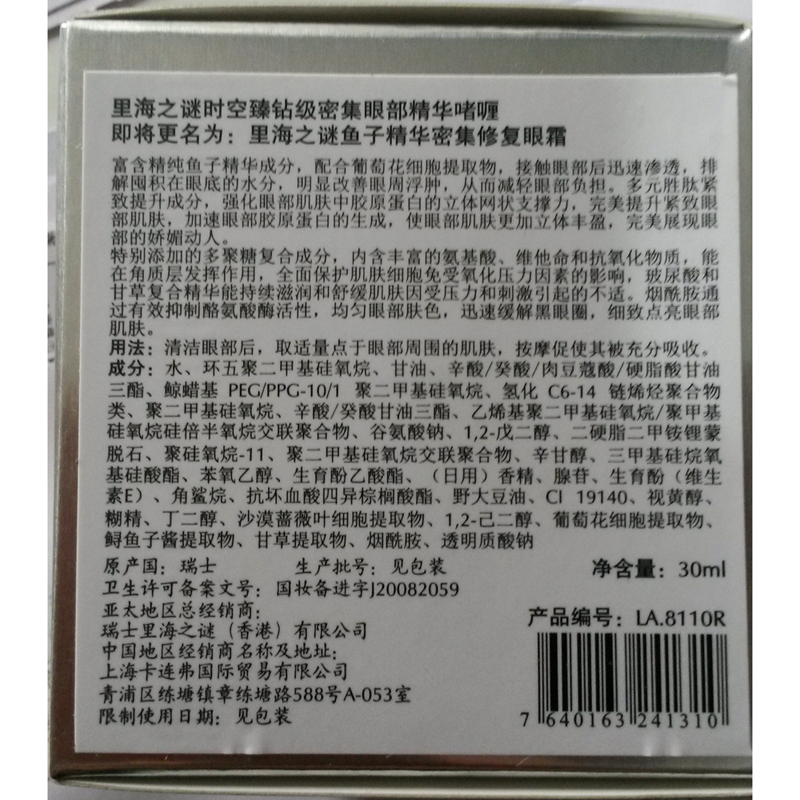 里海之谜时空臻钻级密集眼部精华啫喱
即将更名为：里海之谜鱼子精华密集修复眼霜
富含精纯鱼子精华成分，配合葡萄花细胞提取物，接触眼部后迅速渗透，排
解囤积在眼底的水分，明显改善眼周浮肿，从而减轻眼部负担。多元胜肽紧
致提升成分，强化眼部肌肤中胶原蛋白的立体网状支撑力，完美提升紧致眼
部肌肤，加速眼部胶原蛋白的生成，使眼部肌肤更加立体丰盈，完美展现眼
部的娇媚动人。
特别添加的多聚糖复合成分，内含丰富的氨基酸、维他命和抗氧化物质，能
在角质层发挥作用，全面保护肌肤细胞免受氧化压力因素的影响，玻尿酸和
甘草复合精华能持续滋润和舒缓肌肤因受压力和刺激引起的不适。烟酰胺通
过有效抑制酪氨酸酶活性，均匀眼部肤色，迅速缓解黑眼圈，细致点亮眼部
肌肤。
用法：清洁眼部后，取适量点于眼部周围的肌肤，按摩促使其被充分吸收。
成分：水、环五聚二甲基硅氧烷、甘油、辛酸/癸酸/肉豆蔻酸/硬脂酸甘油
三酯、鲸蜡基 PEG/PPG-10/1 聚二甲基硅氧烷、氢化 C6-14 链烯烃聚合物
类、聚二甲基硅氧烷、辛酸/癸酸甘油三酯、乙烯基聚二甲基硅氧烷/聚甲基
硅氧烷硅倍半氧烷交联聚合物、谷氨酸钠、1,2-戊二醇、二硬脂二甲铵锂蒙
脱石、聚硅氧烷-11、聚二甲基硅氧烷交联聚合物、辛甘醇、三甲基硅烷氧
基硅酸酯、苯氧乙醇、生育酚乙酸酯、（日用）香精、腺苷、生育酚（维生
素E）、角鲨烷、抗坏血酸四异棕榈酸酯、野大豆油、CI 19140、视黄醇、
糊精、丁二醇、沙漠蔷薇叶细胞提取物、1,2-己二醇、葡萄花细胞提取物、
鲟鱼子酱提取物、甘草提取物、烟酰胺、透明质酸钠
原产国：瑞士 生产批号：见包装 净含量：30ml
卫生许可备案文号：国妆备进字J20082059
亚太地区总经销商：
瑞士里海之谜（香港）有限公司
中国地区经销商名称及地址：
上海卡连弗国际贸易有限公司
青浦区练塘镇章练塘路588号A-053室
限制使用日期：见包装
产品编号：LA.8110R
7 640163 241310